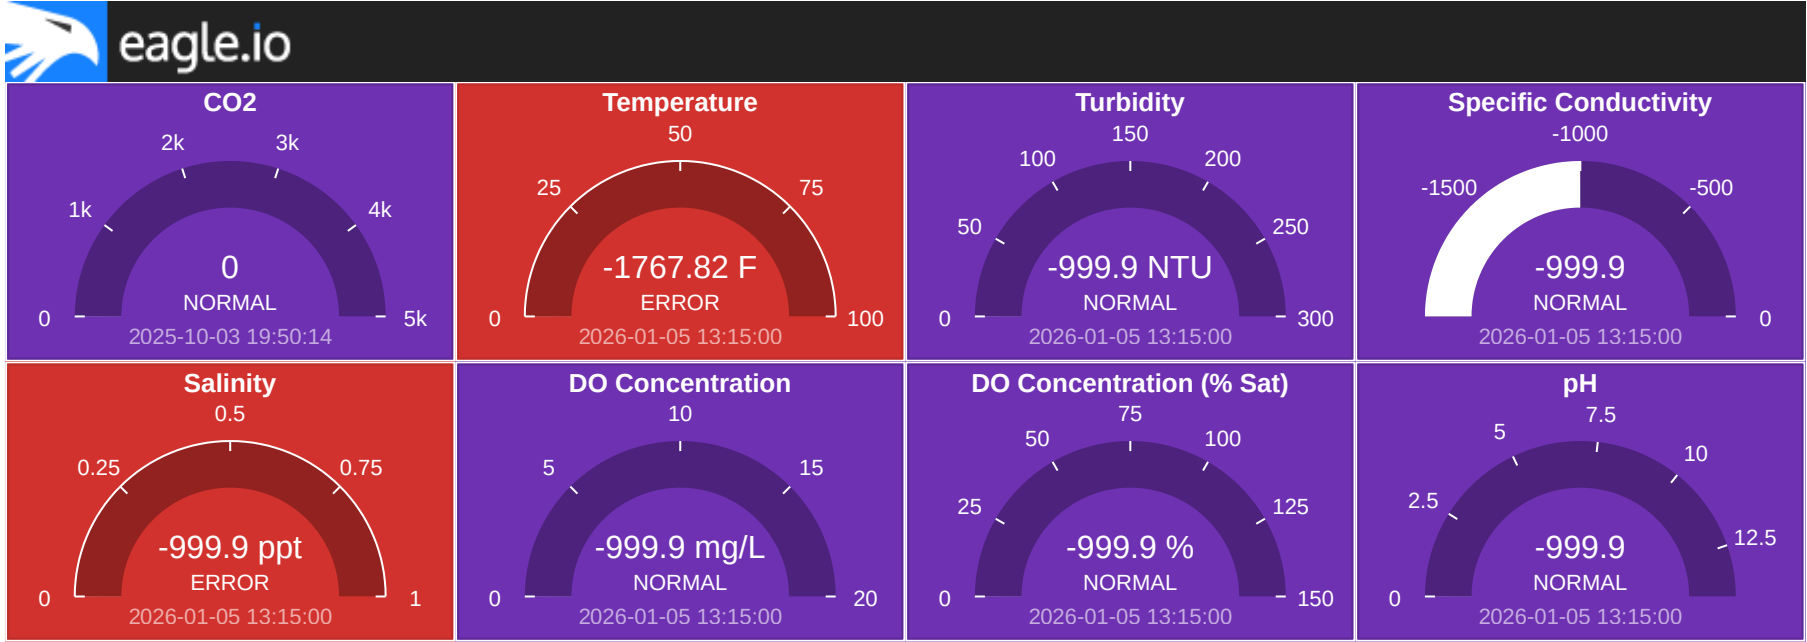 eagle.io
CO2
2k
3k
1k
4k
0
NORMAL
0
5k
2025-10-03 19:50:14
Temperature
50
25
75
-1767.82 F
ERROR
0
100
2026-01-05 13:15:00
Turbidity
150
100
200
50
250
-999.9 NTU
NORMAL
0
300
2026-01-05 13:15:00
Specific Conductivity
-1000
-1500
-500
-999.9
NORMAL
0
2026-01-05 13:15:00
Salinity
0.5
0.25
0.75
-999.9 ppt
ERROR
0
1
2026-01-05 13:15:00
DO Concentration
10
5
15
-999.9 mg/L
NORMAL
0
20
2026-01-05 13:15:00
DO Concentration (% Sat)
75
50
100
25
125
-999.9 %
NORMAL
0
150
2026-01-05 13:15:00
pH
7.5
5
10
2.5
12.5
-999.9
NORMAL
0
2026-01-05 13:15:00